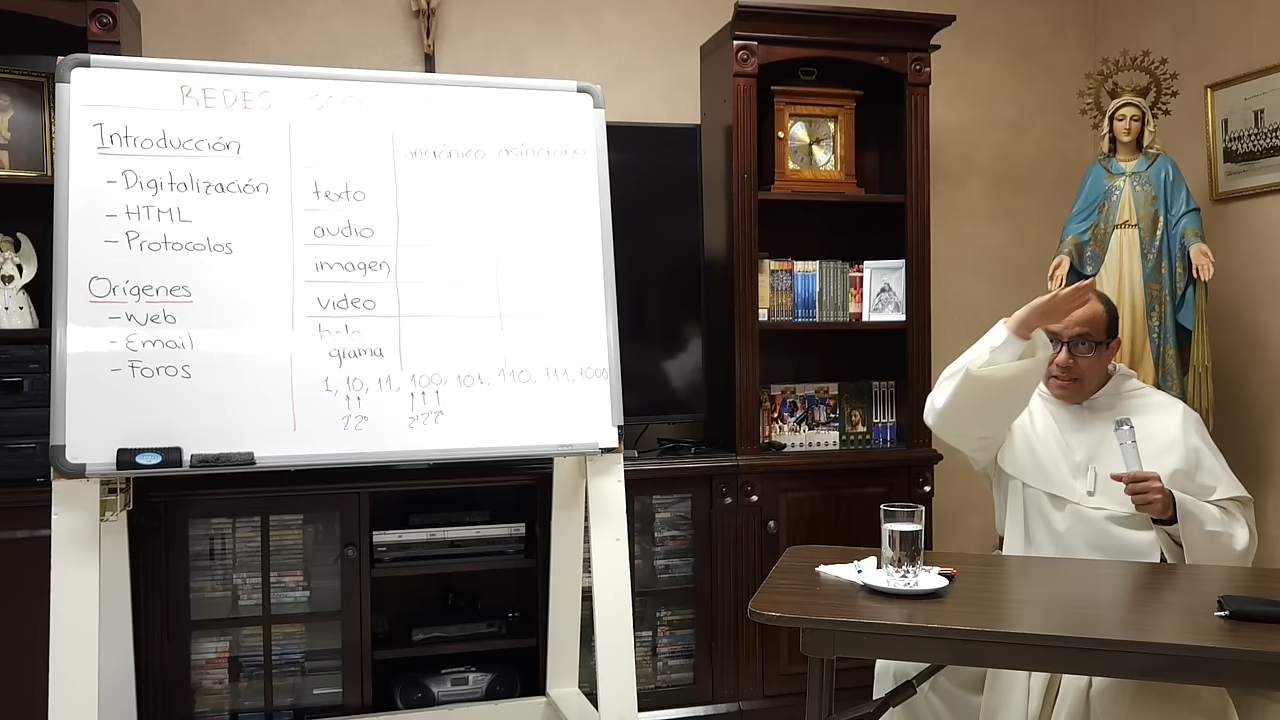 REDES
Introducción
- Digitalización
- HTML
- Protocolos
Orígenes
- Web
- Email
- Foros
texto
audio
imagen
video
grama
1, 10, 11, 100, 101, 110, 111, 1000